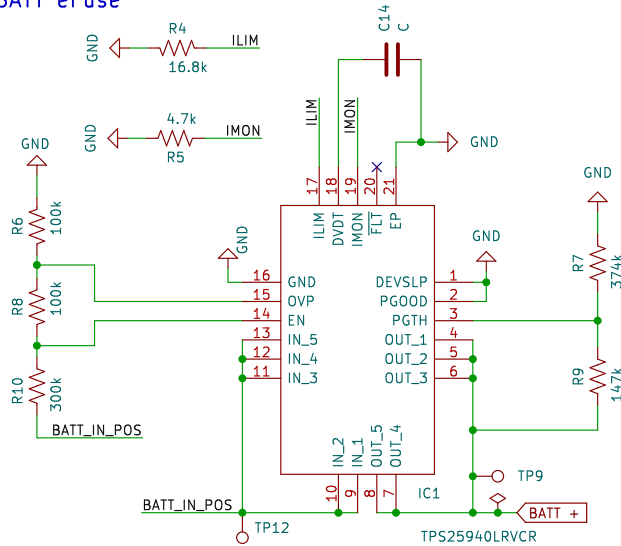 BATT eFuse
C14
C
R4
GND
ILIM
16.8k
4.7k
GND
IMON
R5
ILIM
IMON
GND
GND
17
18
19
20
21
GND
R6
100k
ILIM
DVDT
IMON
FLT
EP
GND
GND
R7
374k
16
GND
DEVSLP
1
15
OVP
PGOOD
2
R8
100k
14
EN
PGTH
3
13
IN_5
OUT_1
4
12
IN_4
OUT_2
5
11
IN_3
OUT_3
6
R10
300k
R9
147k
BATT_IN_POS
IN_2
IN_1
OUT_5
OUT_4
10
9
8
7
IC1
TP9
BATT_IN_POS
BATT +
TP12
TPS25940LRVCR